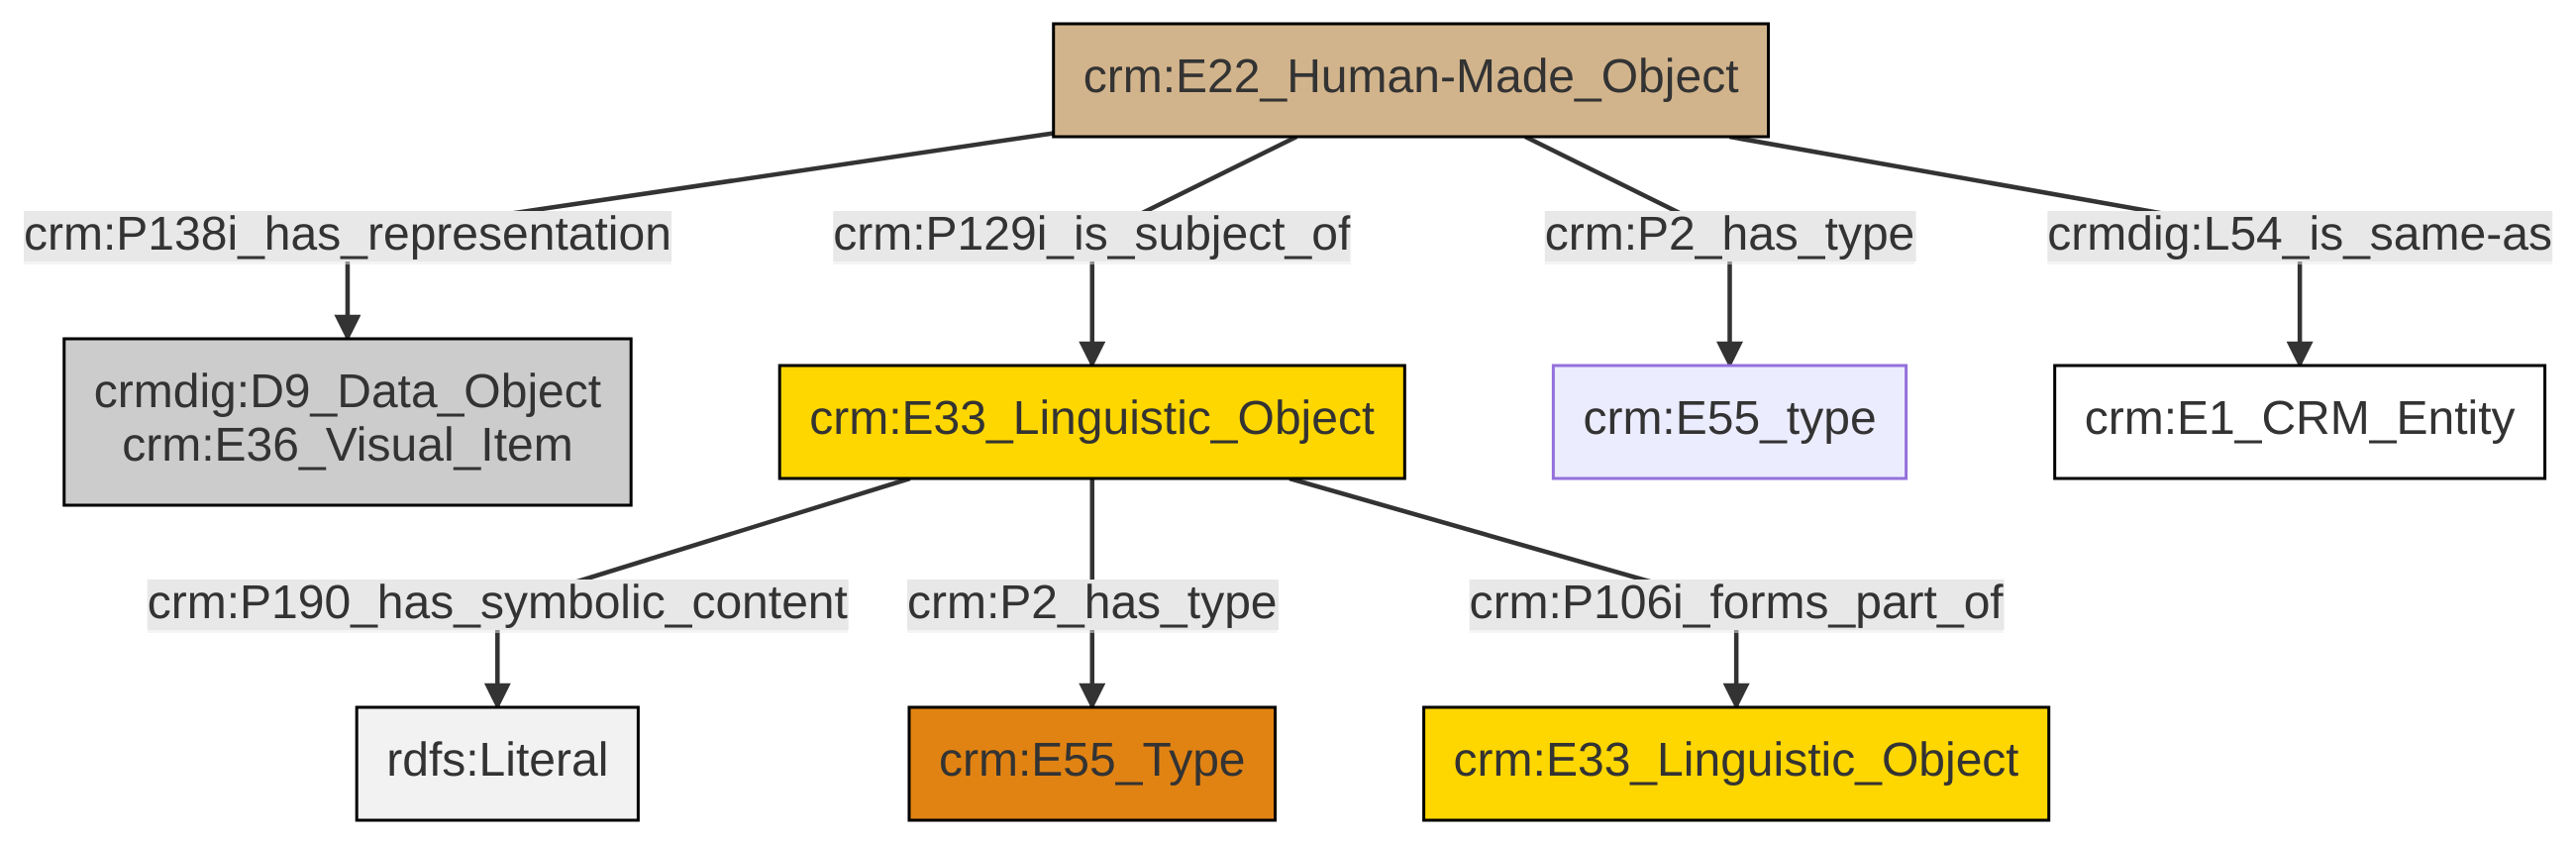 crm:E22_Human-Made_Object
crm:P138i_has_representation
crm:P129i_is_subject_of
crm:P2_has_type
crmdig:L54_is_same-as
crmdig:D9_Data_Object
crm:E36_Visual_Item
crm:E33_Linguistic_Object
crm:E55_type
crm:E1_CRM_Entity
crm:P190_has_symbolic_content
crm:P2_has_type
crm:P106i_forms_part_of
rdfs:Literal
crm:E55_Type
crm:E33_Linguistic_Object